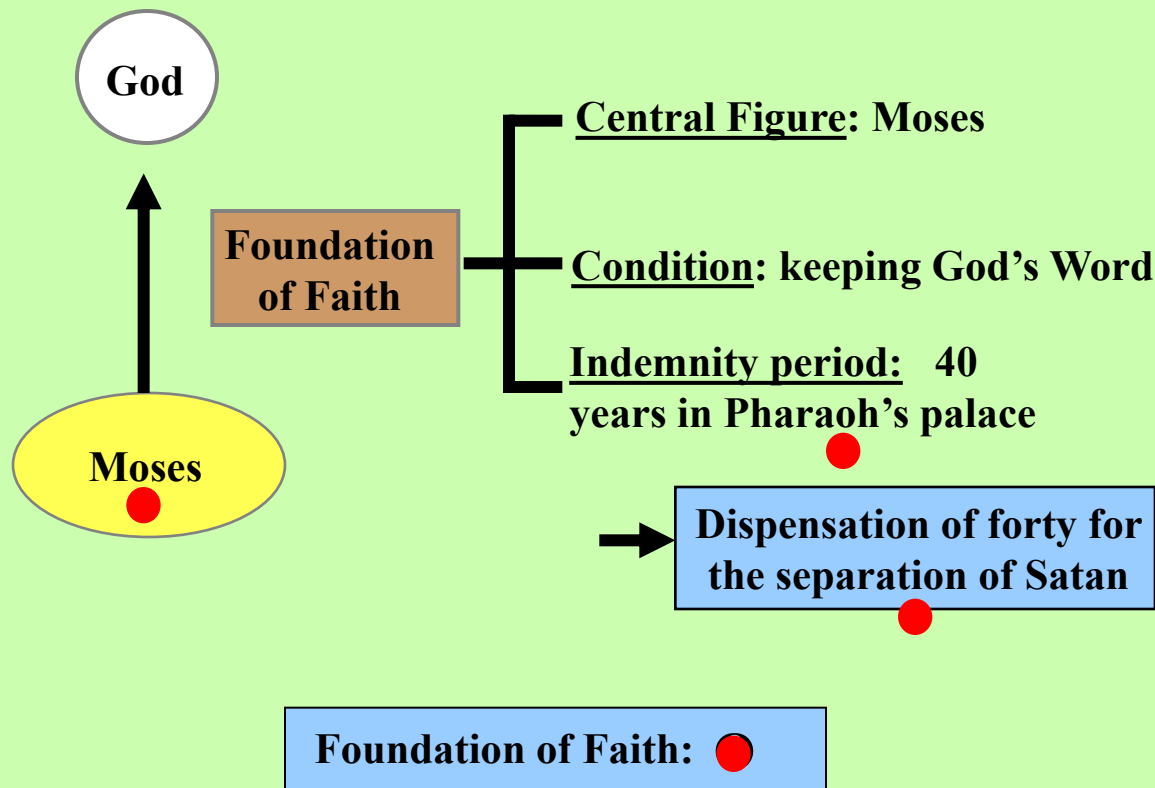 God
Central Figure: Moses
Foundation
of Faith
Condition: keeping God’s Word
Indemnity period: 40
years in Pharaoh’s palace
Moses
Dispensation of forty for
the separation of Satan
Foundation of Faith: